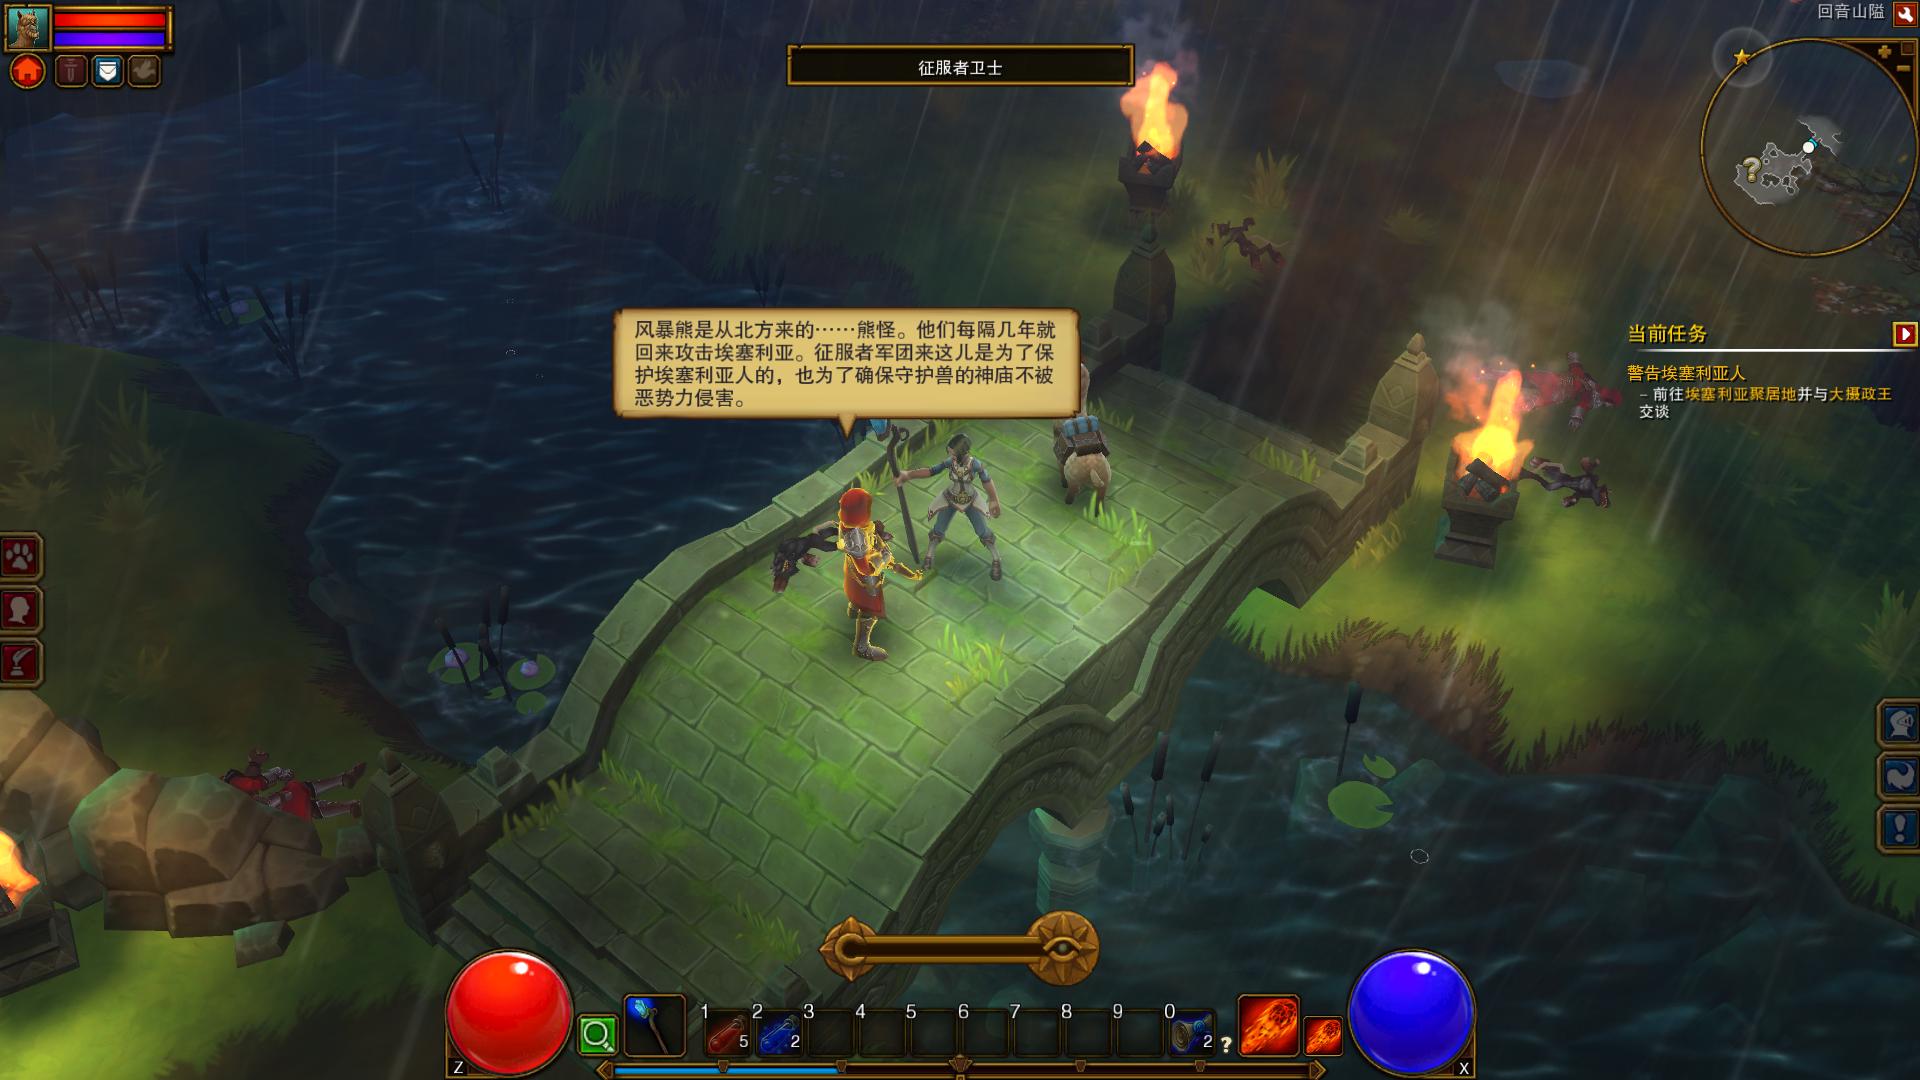 回音山隘
征服者卫士
风暴熊是从北方来的……熊怪。他们每隔几年就
回来攻击埃塞利亚。征服者军团来这儿是为了保
护埃塞利亚人的，也为了确保守护兽的神庙不被
恶势力侵害。
当前任务
警告埃塞利亚人
– 前往埃塞利亚聚居地并与大摄政王
交谈
1 2 3 4 5 6 7 8 9 0
5 2 2 ?
Z X